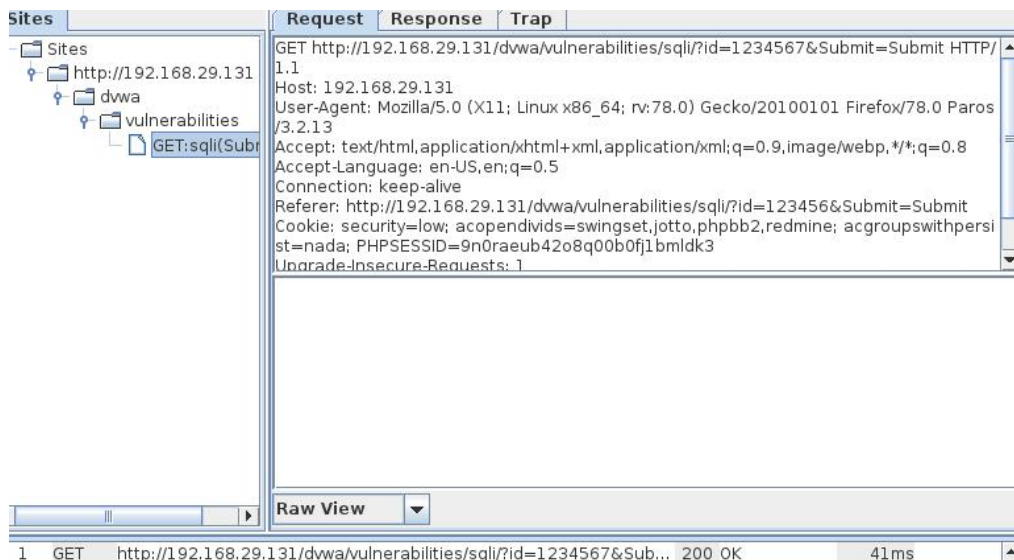 Sites
Request Response Trap
Sites
http://192.168.29.131
dvwa
vulnerabilities
GET:sqli(Subr
GET http://192.168.29.131/dvwa/vulnerabilities/sqli/?id=1234567&Submit=Submit HTTP/
1.1
Host: 192.168.29.131
User-Agent: Mozilla/5.0 (X11; Linux x86_64; rv:78.0) Gecko/20100101 Firefox/78.0 Paros
/3.2.13
Accept: text/html,application/xhtml+xml,application/xml;q=0.9,image/webp,*/*;q=0.8
Accept-Language: en-US,en;q=0.5
Connection: keep-alive
Referer: http://192.168.29.131/dvwa/vulnerabilities/sqli/?id=123456&Submit=Submit
Cookie: security=low; acopendivids=swingset,jotto,phpbb2,redmine; acgroupswithpersi
st=nada; PHPSESSID=9n0raeub42o8q00b0fj1bmldk3
Upgrade-Insecure-Requests: 1
Raw View
1 GET http://192.168.29.131/dvwa/vulnerabilities/sqli/?id=1234567&Sub... 200 OK 41ms